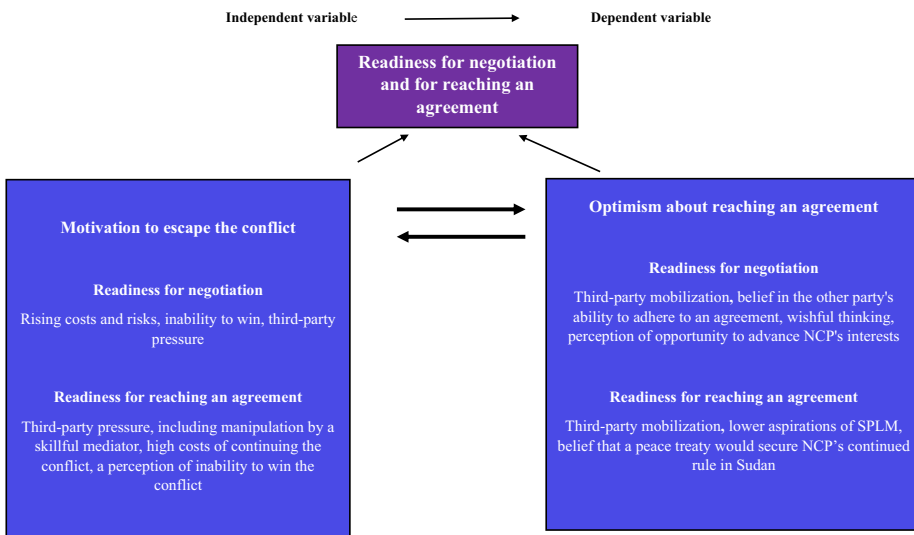 Independent variable
Dependent variable
Readiness for negotiation
and for reaching an
agreement
Motivation to escape the conflict
Readiness for negotiation
Rising costs and risks, inability to win, third-party
pressure
Readiness for reaching an agreement
Third-party pressure, including manipulation by a
skillful mediator, high costs of continuing the
conflict, a perception of inability to win the
conflict
Optimism about reaching an agreement
Readiness for negotiation
Third-party mobilization, belief in the other party's
ability to adhere to an agreement, wishful thinking,
perception of opportunity to advance NCP's interests
Readiness for reaching an agreement
Third-party mobilization, lower aspirations of SPLM,
belief that a peace treaty would secure NCP’s continued
rule in Sudan